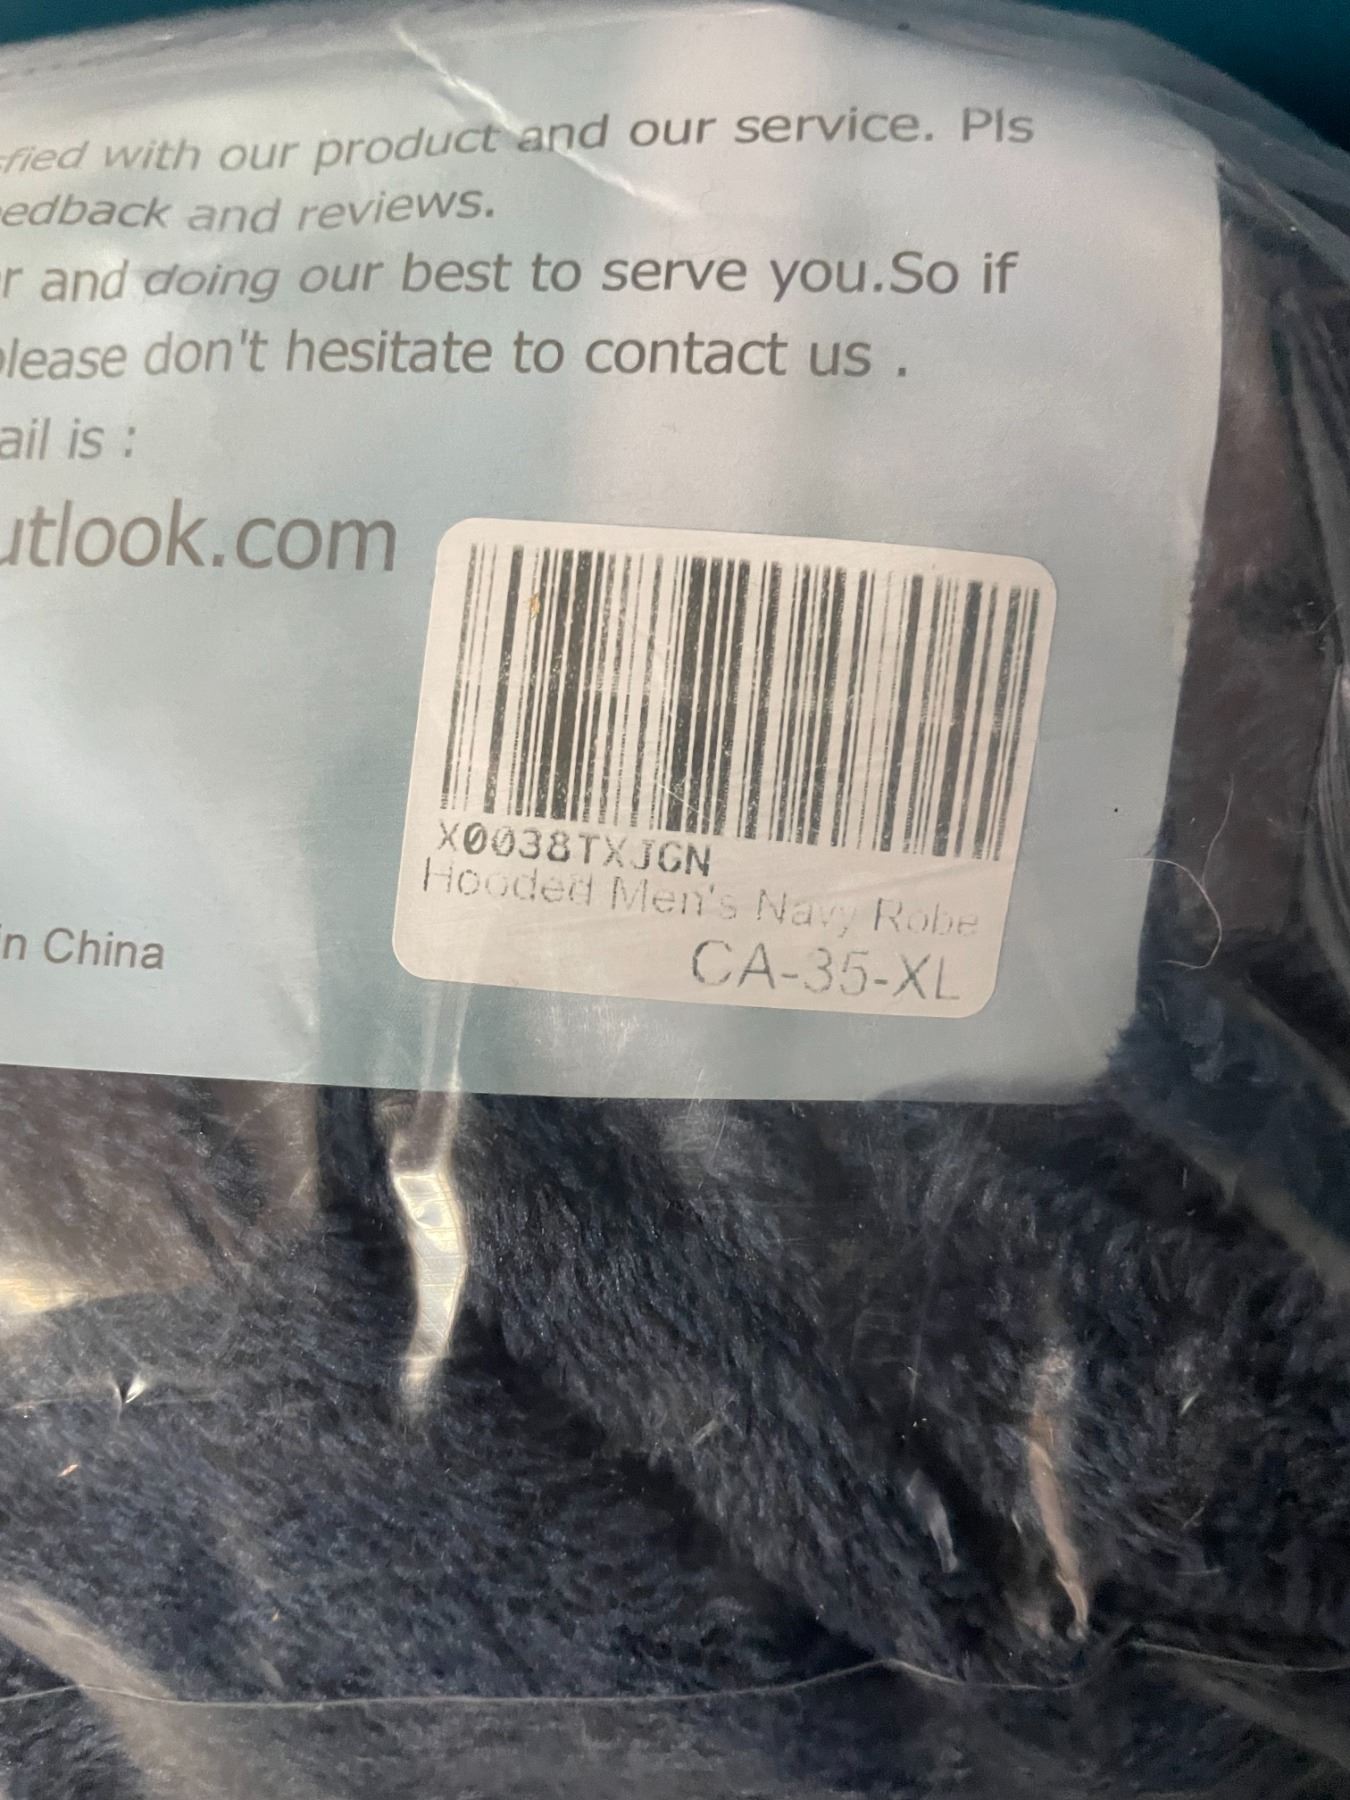 fied with our product and our service. Pls
edback and reviews.
r and doing our best to serve you.So if
please don't hesitate to contact us .
ail is :
utlook.com
X0038TXJGN
Hooded Men's Navy Robe
CA-35-XL
in China